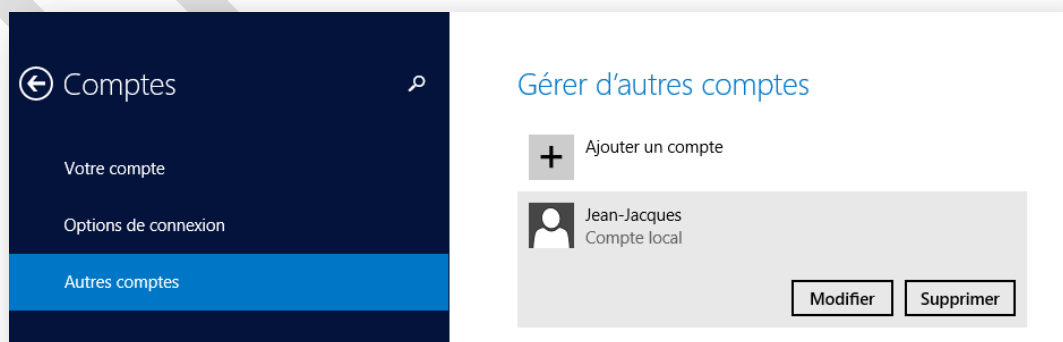 Comptes
Votre compte
Options de connexion
Autres comptes
Gérer d'autres comptes
Ajouter un compte
Jean-Jacques
Compte local
Modifier
Supprimer